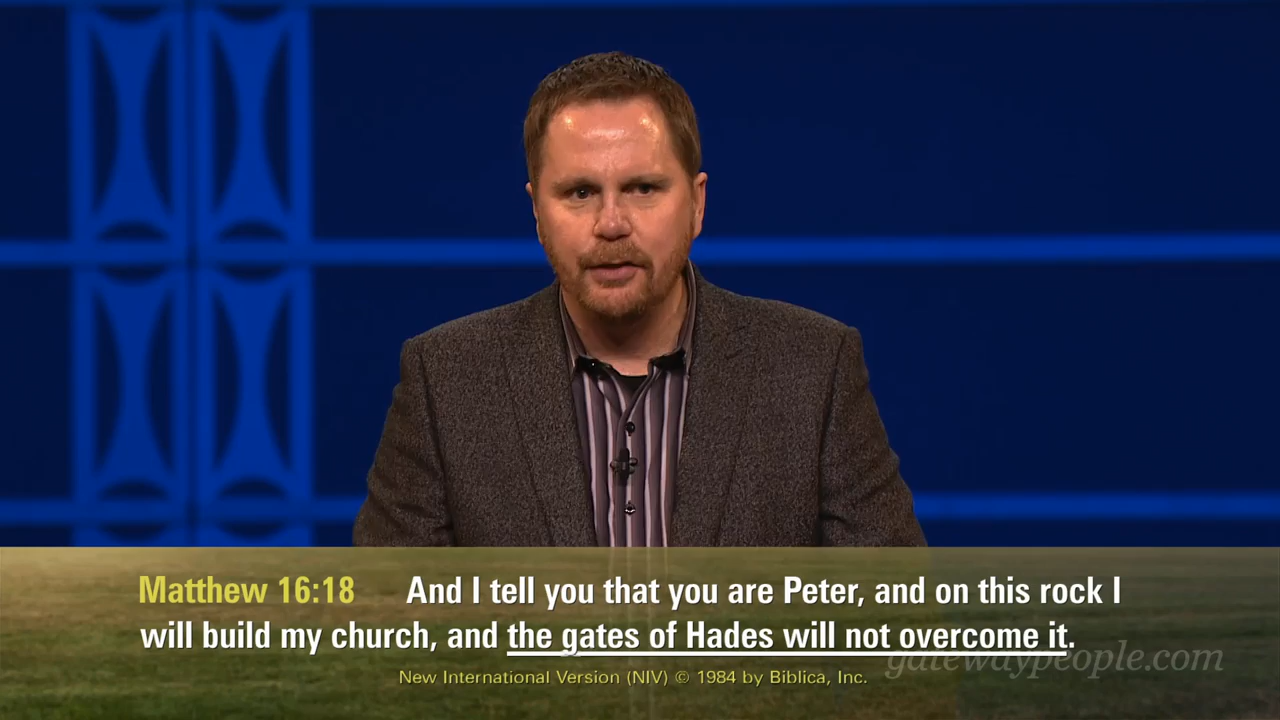 Matthew 16:18 And I tell you that you are Peter, and on this rock I
will build my church, and the gates of Hades will not overcome it.
gatewaypeople.com
New International Version (NIV) © 1984 by Biblica, Inc.